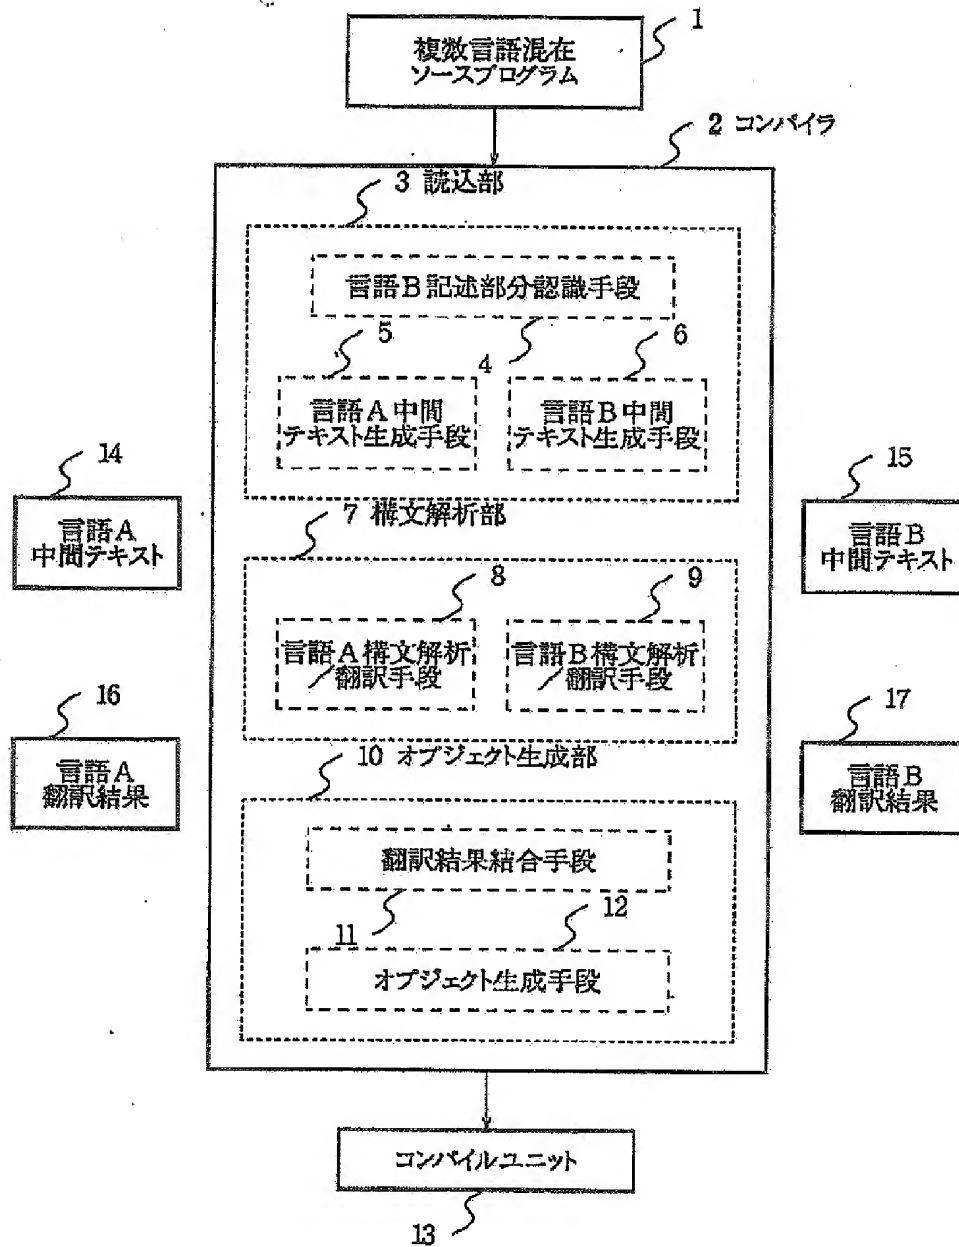 1
複数言語混在
ソースプログラム
2 コンパイラ
3 読込部
言語B記述部分認識手段
5
4
6
言語A中間
テキスト生成手段
言語B中間
テキスト生成手段
14
言語A
中間テキスト
15
言語B
中間テキスト
7 構文解析部
8
9
言語A構文解析
/翻訳手段
言語B構文解析
/翻訳手段
16
言語A
翻訳結果
17
言語B
翻訳結果
10 オブジェクト生成部
翻訳結果結合手段
11
12
オブジェクト生成手段
コンパイルユニット
13